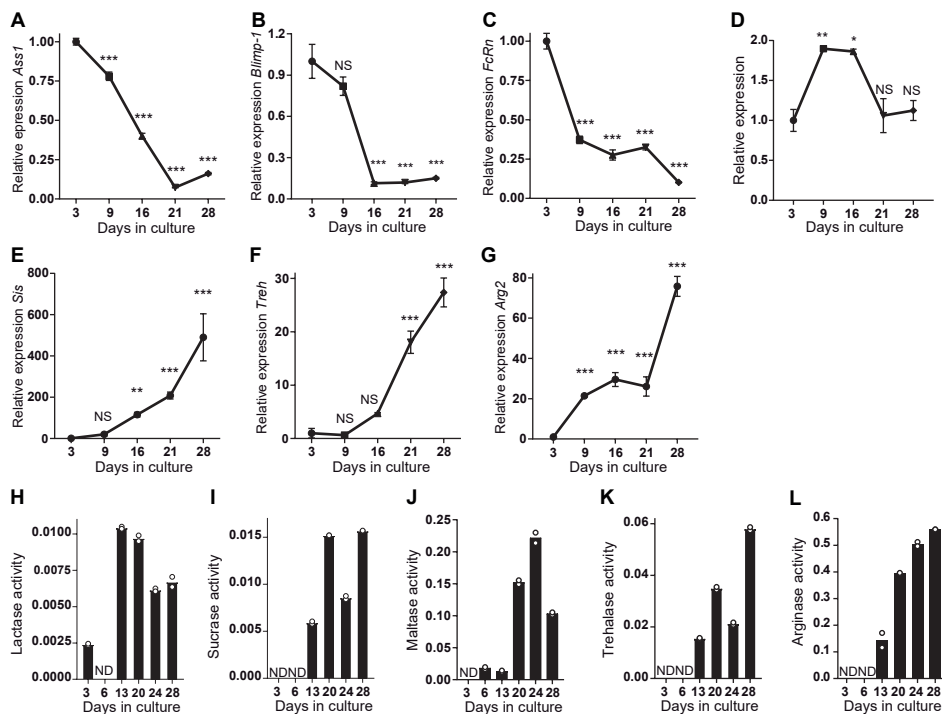 A
Relative epression Ass1
1.00
0.75
0.50
0.25
0.00
***
***
***
***
3 9 16 21 28
Days in culture
B
Relative expression Blimp-1
1.2
0.9
0.6
0.3
0.0
NS
***
***
***
3 9 16 21 28
Days in culture
C
Relative expression FcRn
1.00
0.75
0.50
0.25
0.00
***
***
***
***
3 9 16 21 28
Days in culture
D
Relative expression
2.0
1.5
1.0
0.5
0.0
**
*
NS
NS
3 9 16 21 28
Days in culture
E
Relative expression Sis
800
600
400
200
0
NS
**
***
***
3 9 16 21 28
Days in culture
F
Relative expression Treh
30
20
10
0
NS
NS
***
***
3 9 16 21 28
Days in culture
G
Relative expression Arg2
80
60
40
20
0
***
***
***
***
3 9 16 21 28
Days in culture
H
Lactase activity
0.0100
0.0075
0.0050
0.0025
0.0000
ND
3 6 13 20 24 28
Days in culture
I
Sucrase activity
0.015
0.010
0.005
0.000
NDND
3 6 13 20 24 28
Days in culture
J
Maltase activity
0.25
0.20
0.15
0.10
0.05
0.00
ND
3 6 13 20 24 28
Days in culture
K
Trehalase activity
0.06
0.04
0.02
0.00
NDND
3 6 13 20 24 28
Days in culture
L
Arginase activity
0.6
0.5
0.4
0.3
0.2
0.1
0.0
NDND
3 6 13 20 24 28
Days in culture